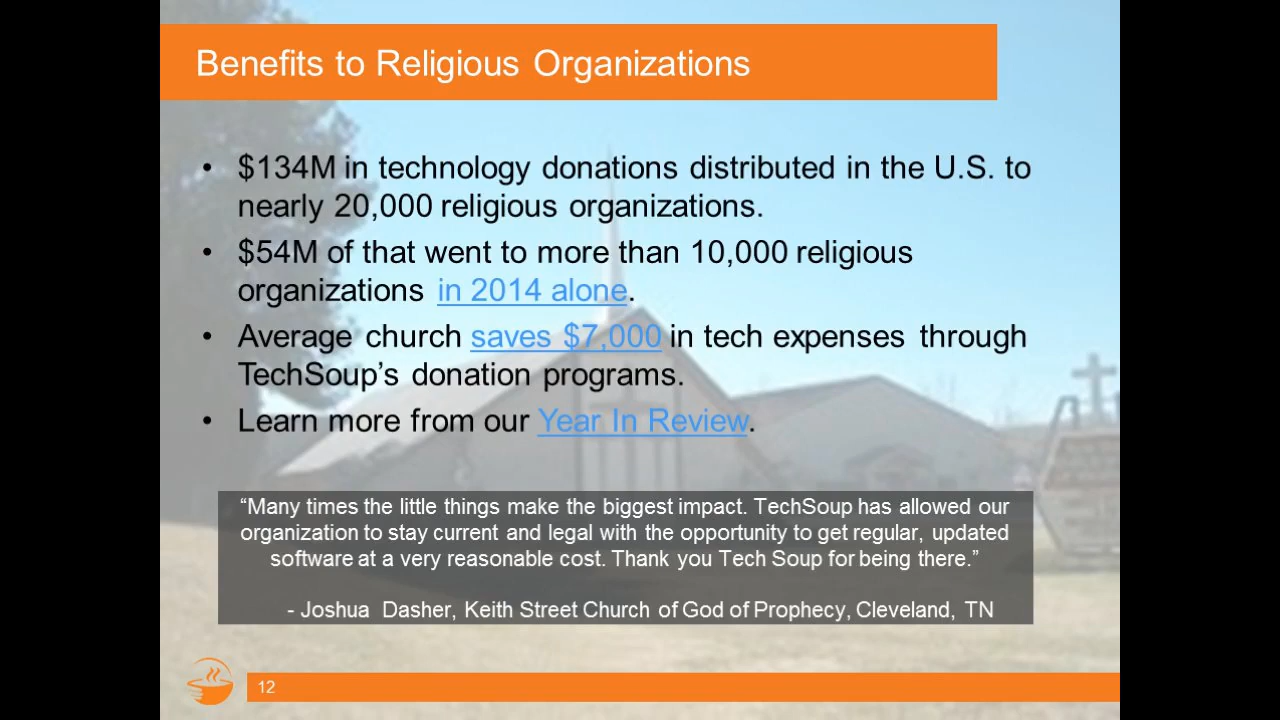 Benefits to Religious Organizations
• $134M in technology donations distributed in the U.S. to
nearly 20,000 religious organizations.
• $54M of that went to more than 10,000 religious
organizations in 2014 alone.
• Average church saves $7,000 in tech expenses through
TechSoup’s donation programs.
• Learn more from our Year In Review.
“Many times the little things make the biggest impact. TechSoup has allowed our
organization to stay current and legal with the opportunity to get regular, updated
software at a very reasonable cost. Thank you Tech Soup for being there.”
- Joshua Dasher, Keith Street Church of God of Prophecy, Cleveland, TN
12